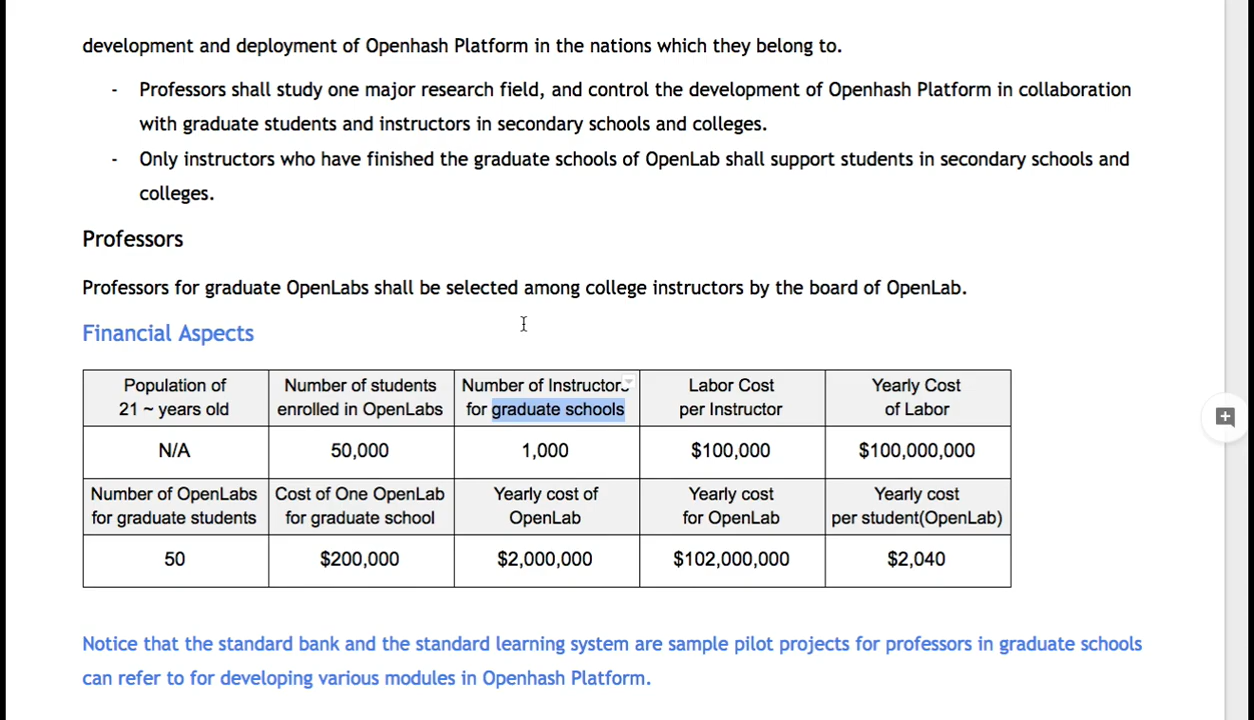 development and deployment of Openhash Platform in the nations which they belong to.
- Professors shall study one major research field, and control the development of Openhash Platform in collaboration
with graduate students and instructors in secondary schools and colleges.
- Only instructors who have finished the graduate schools of OpenLab shall support students in secondary schools and
colleges.
Professors
Professors for graduate OpenLabs shall be selected among college instructors by the board of OpenLab.
Financial Aspects
Population of
21 ~ years old
Number of students
enrolled in OpenLabs
Number of Instructors
for graduate schools
Labor Cost
per Instructor
Yearly Cost
of Labor
N/A
50,000
1,000
$100,000
$100,000,000
Number of OpenLabs
for graduate students
Cost of One OpenLab
for graduate school
Yearly cost of
OpenLab
Yearly cost
for OpenLab
Yearly cost
per student(OpenLab)
50
$200,000
$2,000,000
$102,000,000
$2,040
Notice that the standard bank and the standard learning system are sample pilot projects for professors in graduate schools
can refer to for developing various modules in Openhash Platform.